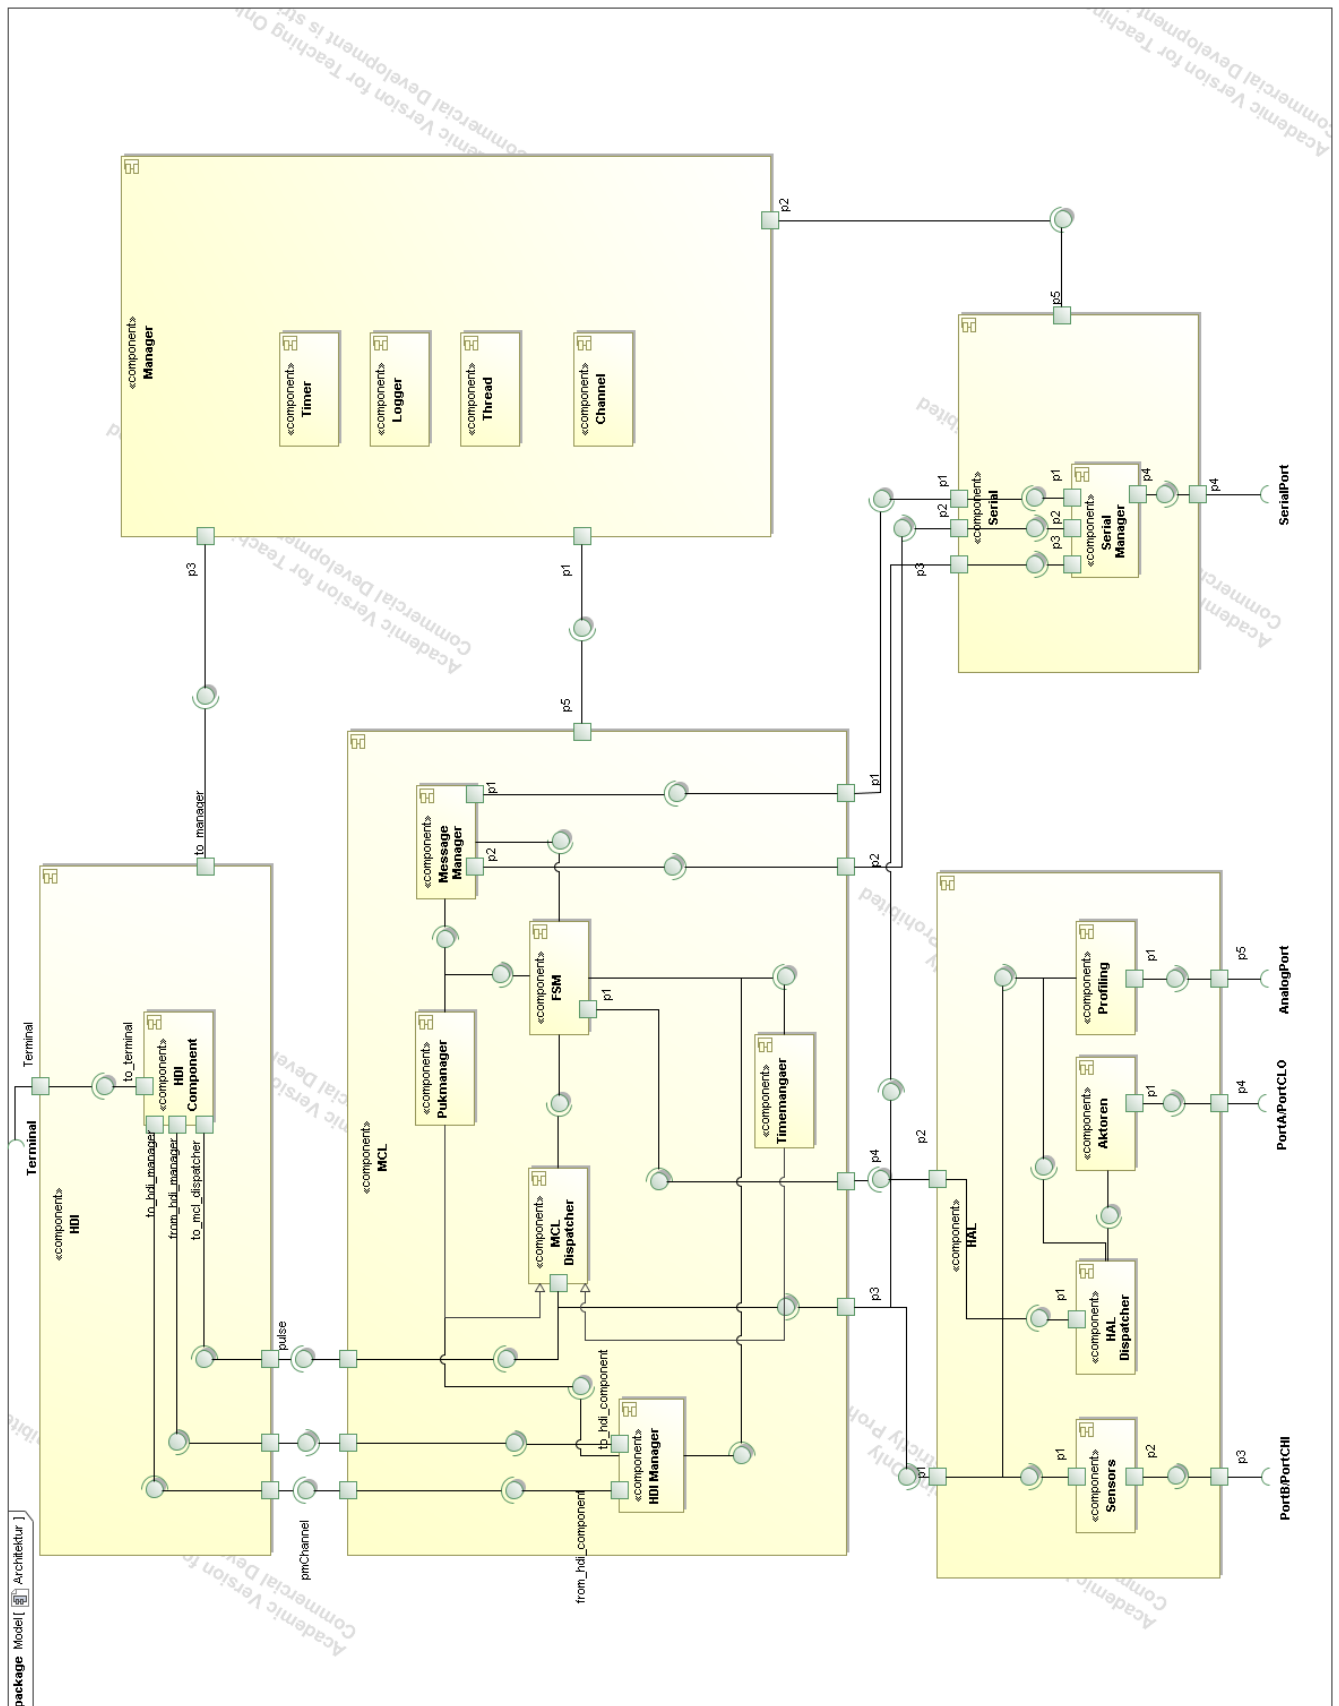 package Model [ Architektur ]
Terminal
Terminal
to_terminal
«component»
HDI
«component»
HDI
Component
to_hdi_manager
from_hdi_manager
to_mcl_dispatcher
pulse
pmChannel
to_manager
p3
«component»
Manager
«component»
Timer
«component»
Logger
«component»
Thread
«component»
Channel
p2
p1
p5
«component»
MCL
«component»
Message
Manager
p1
p2
«component»
FSM
p1
«component»
Pukmanager
«component»
Timemangaer
«component»
MCL
Dispatcher
«component»
HDI Manager
to_hdi_component
from_hdi_component
p1
p2
p4
p3
p5
«component»
Serial
p1
p2
p3
«component»
Serial
Manager
p1
p2
p3
p4
p4
SerialPort
«component»
HAL
p2
p1
«component»
Profiling
p1
p5
AnalogPort
«component»
Aktoren
p1
p4
PortA/PortCLO
«component»
HAL
Dispatcher
p1
«component»
Sensors
p1
p2
p3
PortB/PortCHI
Academic Version for Teaching Only
Commercial Development is strictly Prohibited